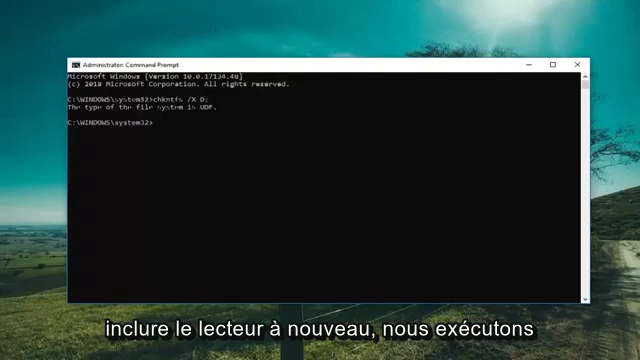 Administrator: Command Prompt
Microsoft Windows [Version 10.0.17134.48]
(c) 2018 Microsoft Corporation. All rights reserved.
C:\WINDOWS\system32>chkntfs /X D:
The type of the file system is UDF.
C:\WINDOWS\system32>
inclure le lecteur à nouveau, nous exécutons